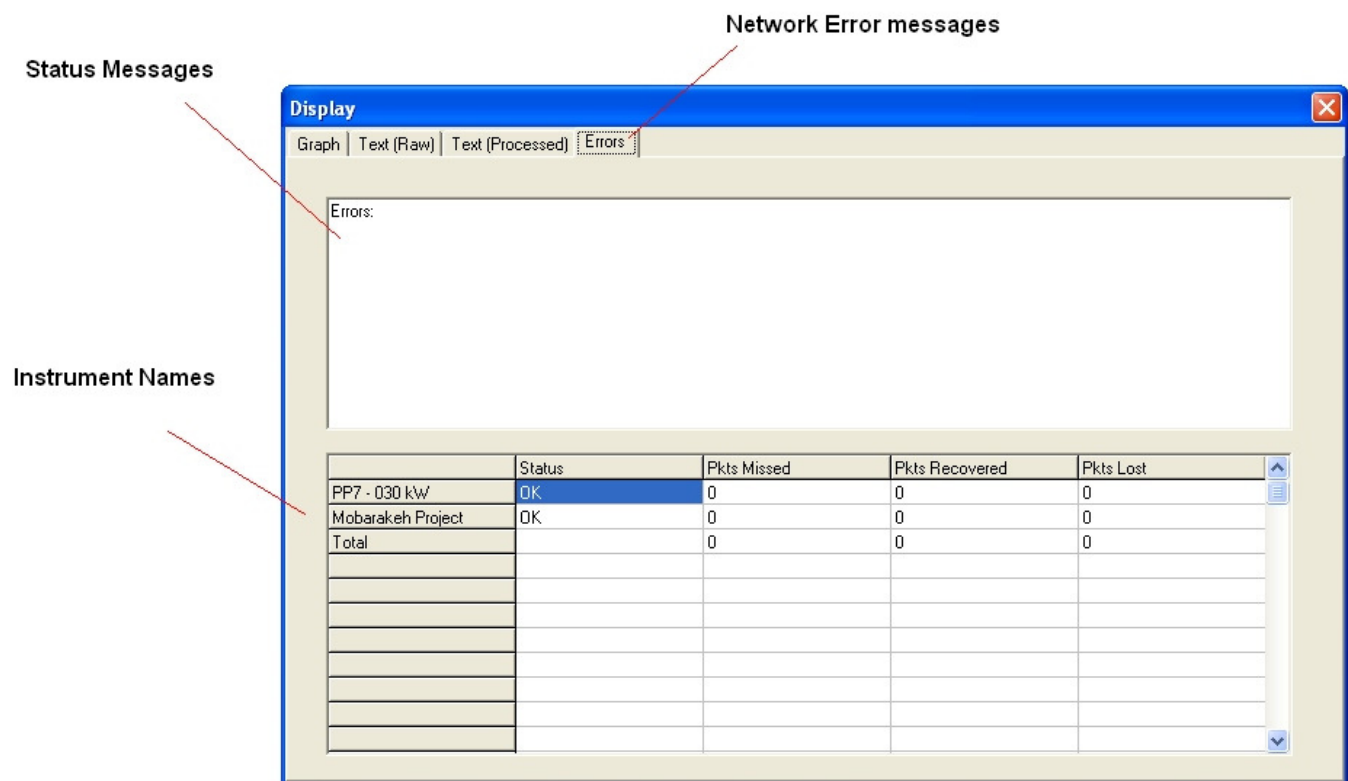 Network Error messages
Status Messages
Display
Graph Text (Raw) Text (Processed) Errors
Errors:
Instrument Names
Status Pkts Missed Pkts Recovered Pkts Lost
PP7 - 030 kW OK 0 0 0
Mobarakeh Project OK 0 0 0
Total 0 0 0